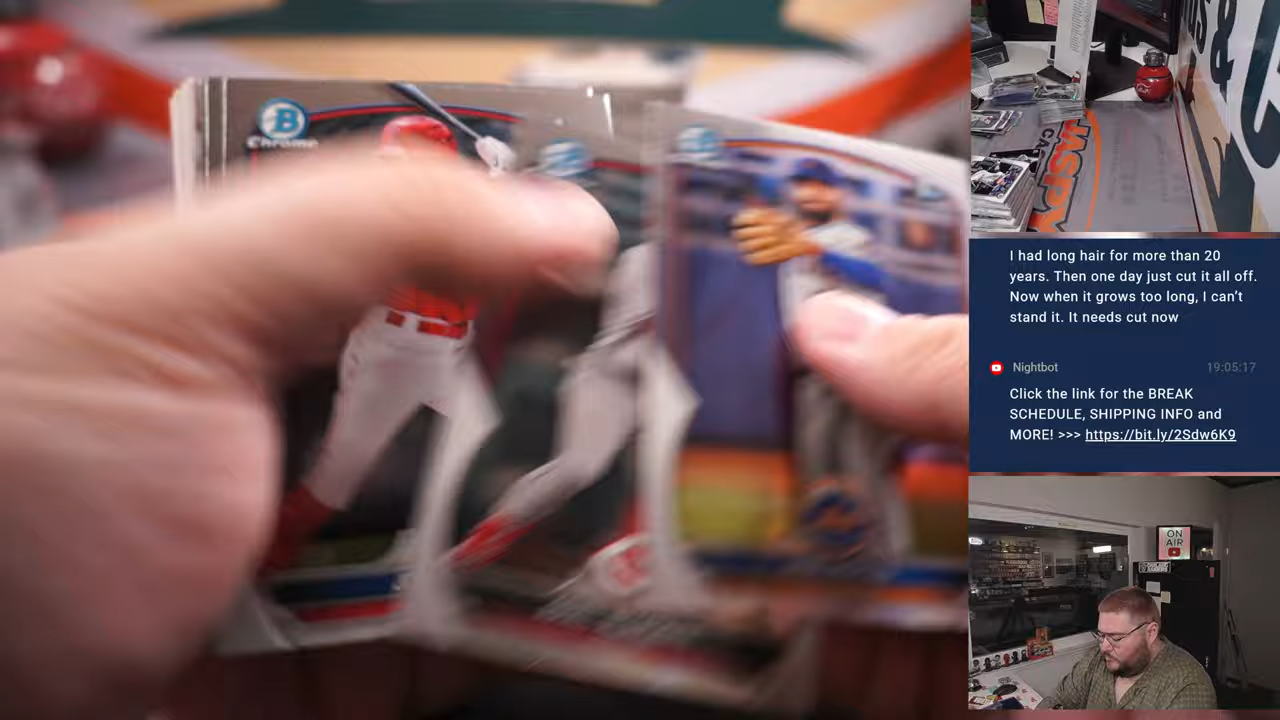 B
Chrome
&
JASPY
I had long hair for more than 20
years. Then one day just cut it all off.
Now when it grows too long, I can't
stand it. It needs cut now
Nightbot
19:05:17
Click the link for the BREAK
SCHEDULE, SHIPPING INFO and
MORE! >>> https://bit.ly/2Sdw6K9
ON
AIR